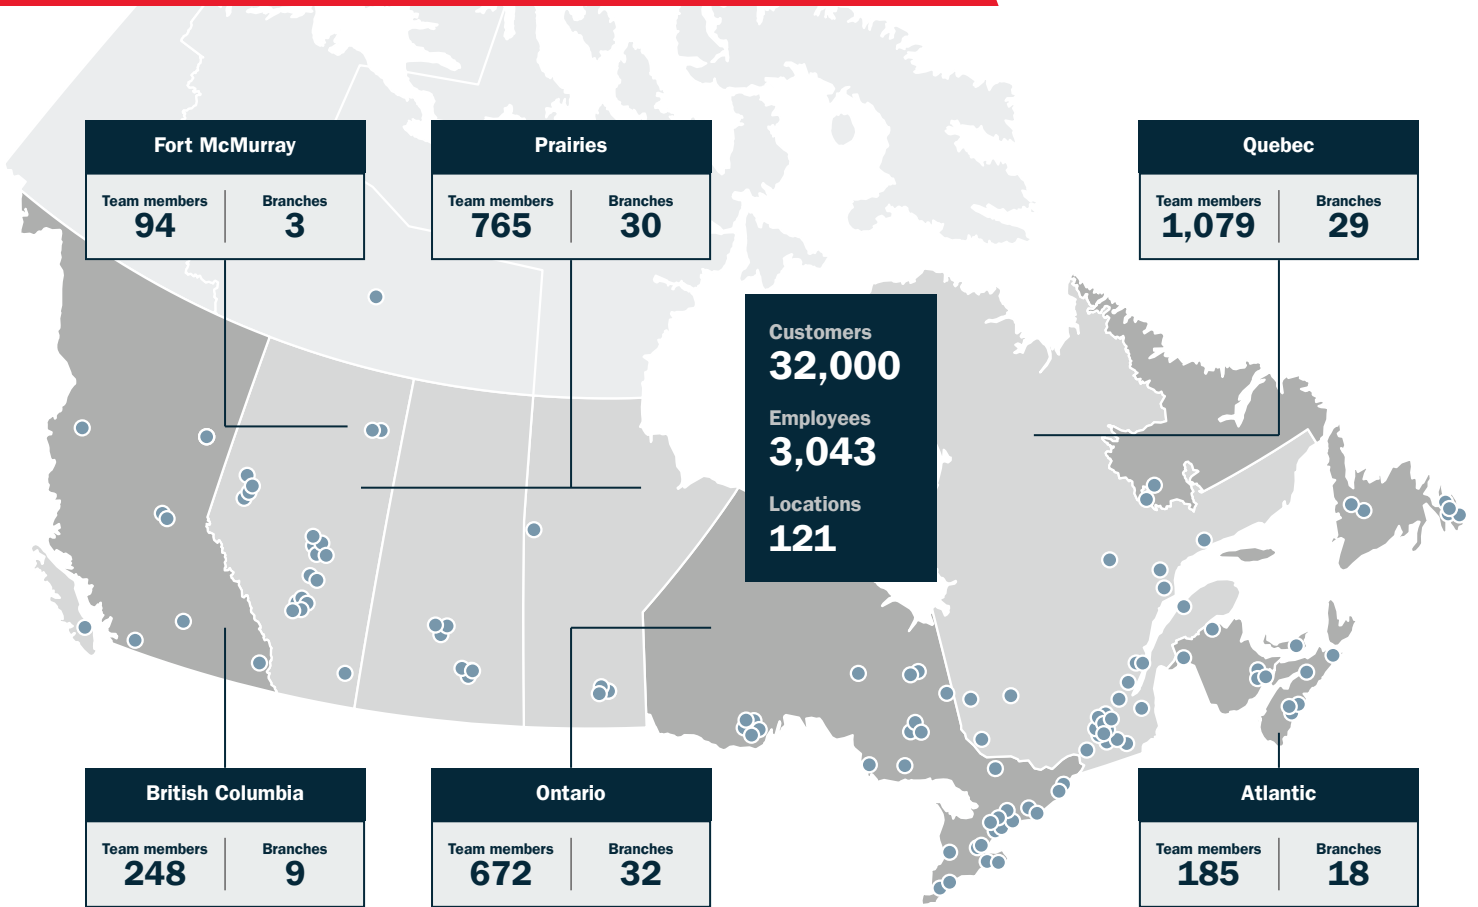 Fort McMurray
Team members
94
Branches
3
Prairies
Team members
765
Branches
30
Quebec
Team members
1,079
Branches
29
Customers
32,000
Employees
3,043
Locations
121
British Columbia
Team members
248
Branches
9
Ontario
Team members
672
Branches
32
Atlantic
Team members
185
Branches
18